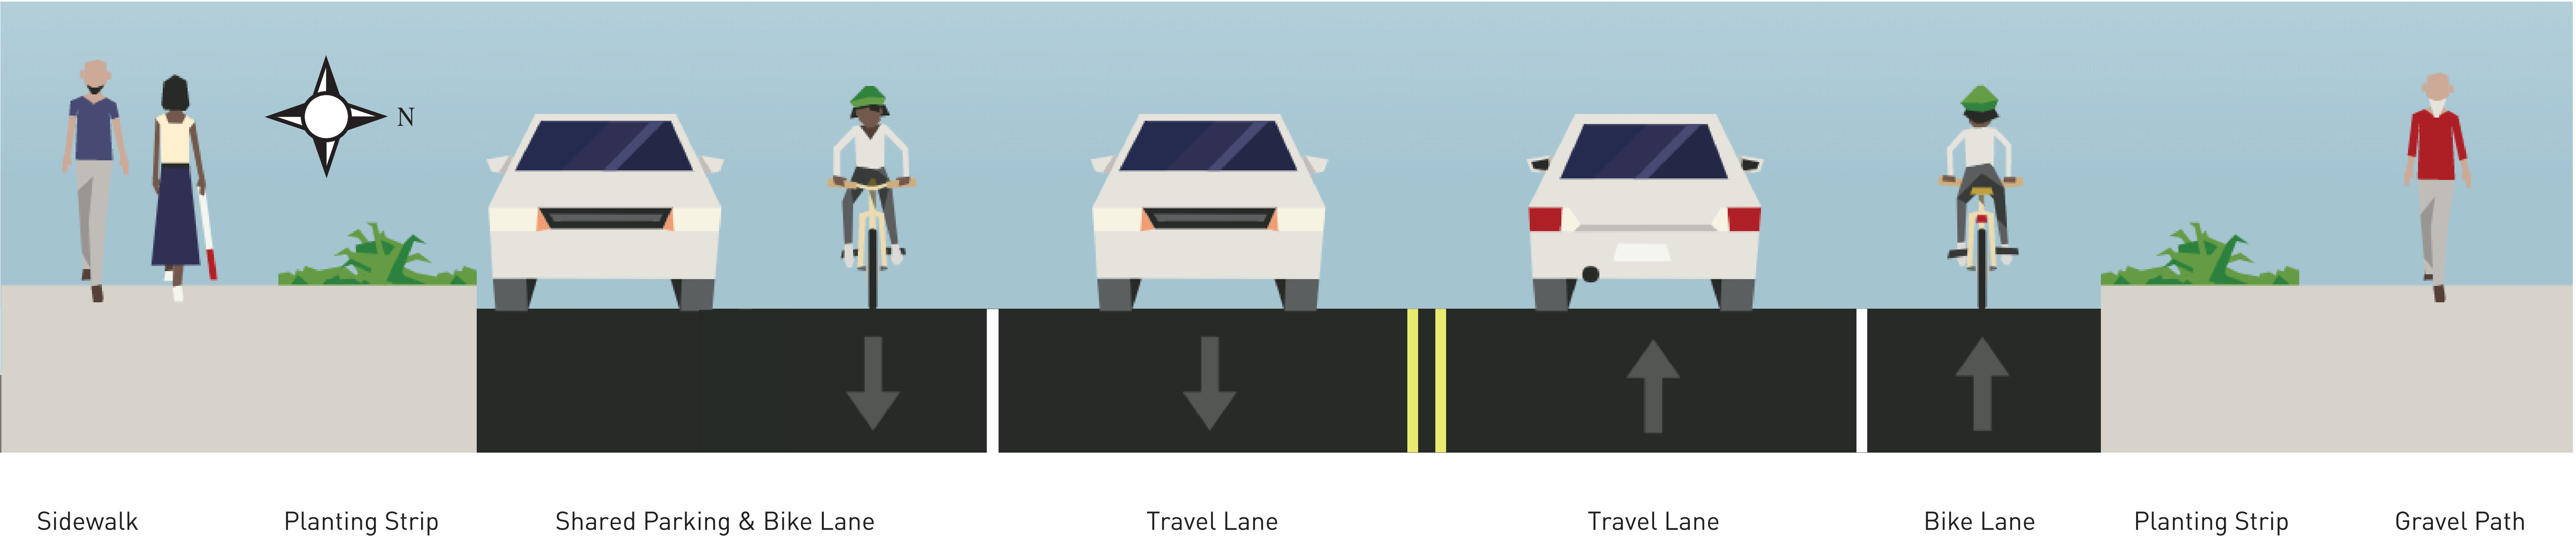 N
Sidewalk
Planting Strip
Shared Parking & Bike Lane
Travel Lane
Travel Lane
Bike Lane
Planting Strip
Gravel Path